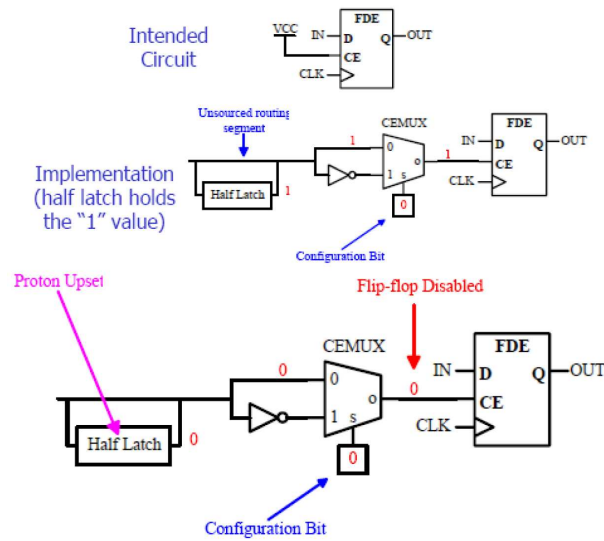 Intended
Circuit
VCC
IN
D
FDE
Q
OUT
CE
CLK
Unsourced routing
segment
CEMUX
1
0
FDE
IN
D
Q
OUT
o
1
CE
Implementation
(half latch holds
the “1” value)
Half Latch
1
1
s
CLK
0
Configuration Bit
Proton Upset
Flip-flop Disabled
CEMUX
FDE
0
0
IN
D
Q
OUT
o
0
CE
1
s
Half Latch
0
CLK
0
Configuration Bit